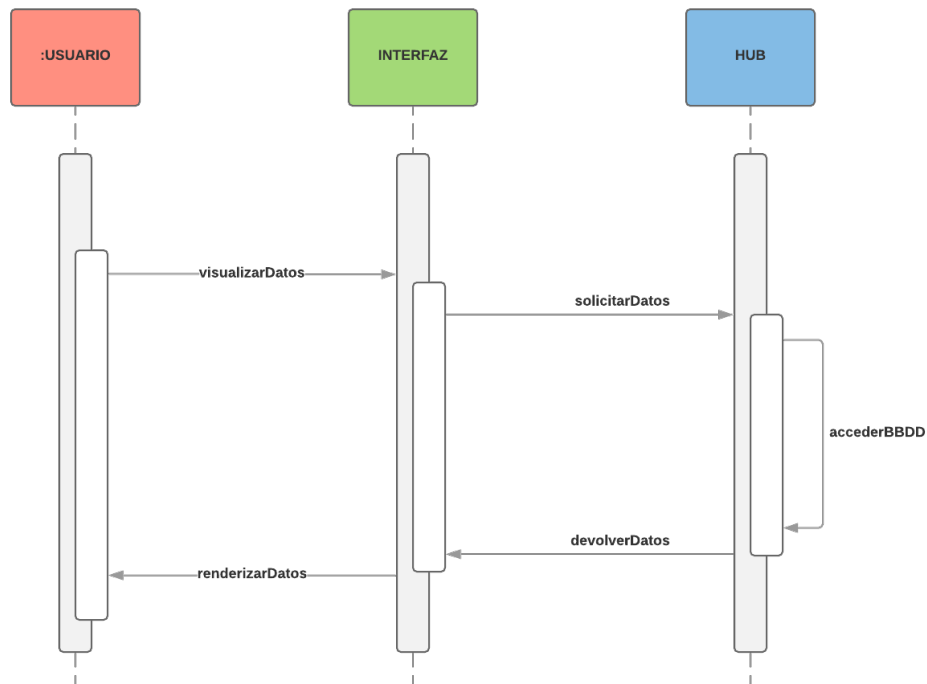 :USUARIO
INTERFAZ
HUB
visualizarDatos
solicitarDatos
accederBBDD
devolverDatos
renderizarDatos